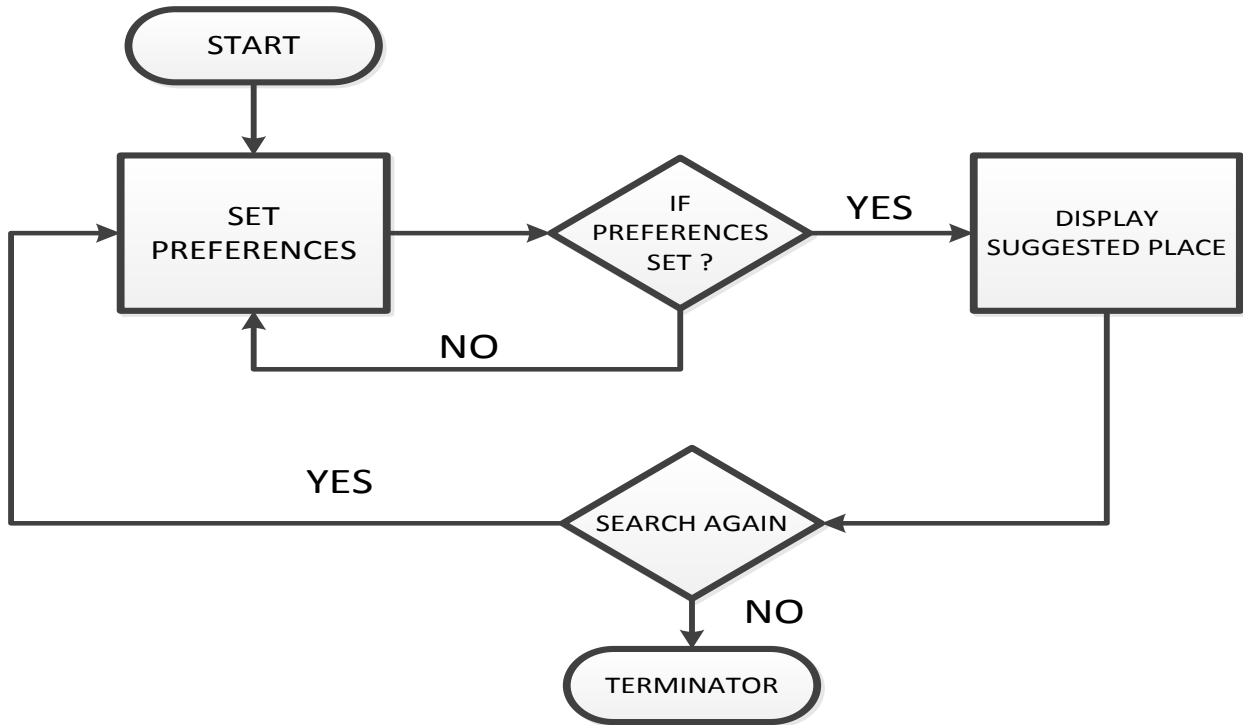 START
SET
PREFERENCES
IF
PREFERENCES
SET ?
YES
DISPLAY
SUGGESTED PLACE
NO
YES
SEARCH AGAIN
NO
TERMINATOR